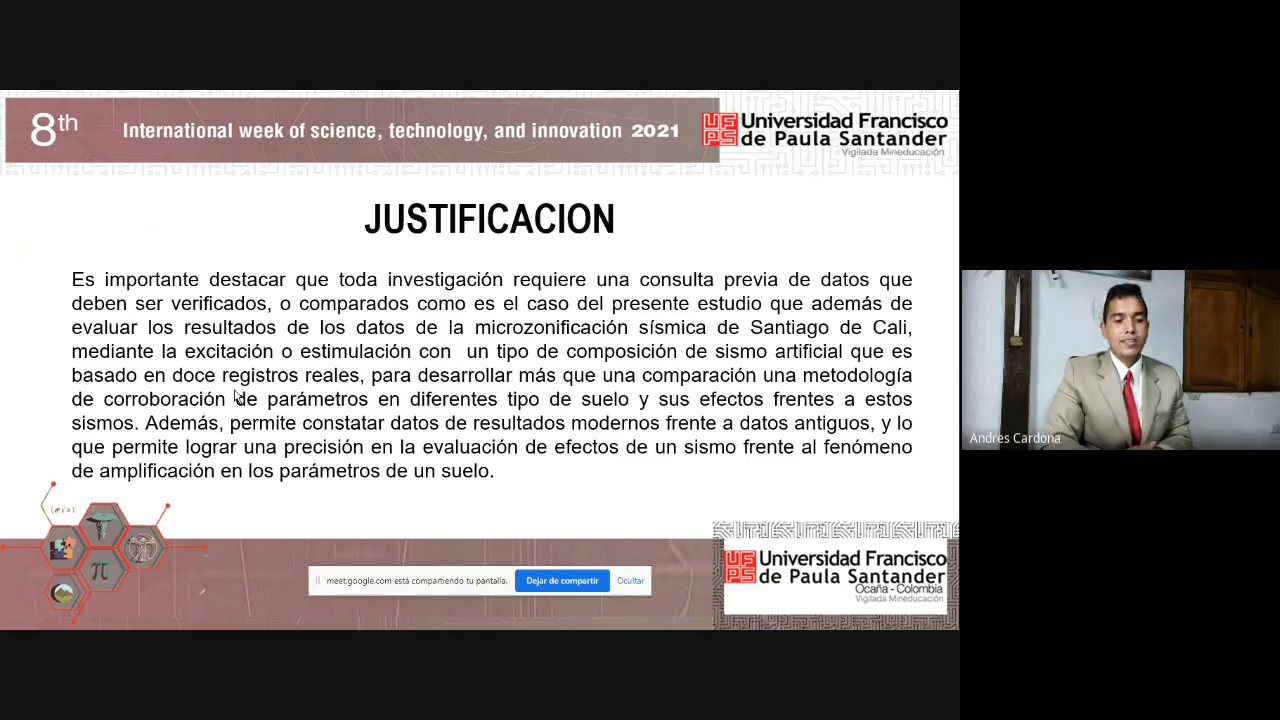 8th
International week of science, technology, and innovation 2021
UFPS
Universidad Francisco
de Paula Santander
Vigilada Mineducación
JUSTIFICACION
Es importante destacar que toda investigación requiere una consulta previa de datos que
deben ser verificados, o comparados como es el caso del presente estudio que además de
evaluar los resultados de los datos de la microzonificación sísmica de Santiago de Cali,
mediante la excitación o estimulación con un tipo de composición de sismo artificial que es
basado en doce registros reales, para desarrollar más que una comparación una metodología
de corroboración de parámetros en diferentes tipo de suelo y sus efectos frentes a estos
sismos. Además, permite constatar datos de resultados modernos frente a datos antiguos, y lo
que permite lograr una precisión en la evaluación de efectos de un sismo frente al fenómeno
de amplificación en los parámetros de un suelo.
Andres Cardona
π
meet.google.com está compartiendo tu pantalla.
Dejar de compartir
Ocultar
UFPS
Universidad Francisco
de Paula Santander
Ocaña - Colombia
Vigilada Mineducación